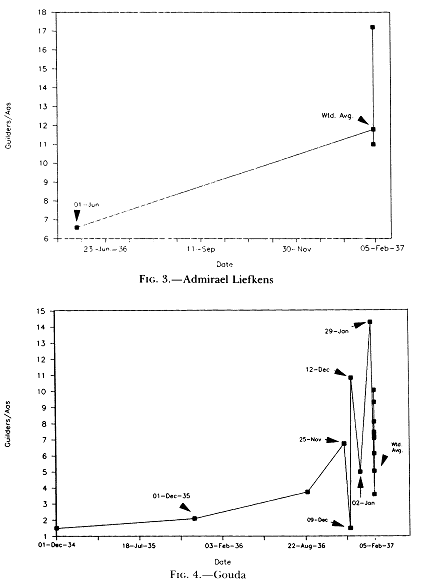 18
17
16
15
14
13
12
11
10
9
8
7
6
Guilders/Aas
Wtd. Avg.
01-Jun
23-Jun-36
11-Sep
30-Nov
05-Feb-37
Date
FIG. 3.—Admirael Liefkens
15
14
13
12
11
10
9
8
7
6
5
4
3
2
1
Guilders/Aas
29-Jan
12-Dec
25-Nov
Wtd.
Avg.
01-Dec-35
02-Jan
09-Dec
01-Dec-34
18-Jul-35
03-Feb-36
22-Aug-36
05-Feb-37
Date
FIG. 4.—Gouda